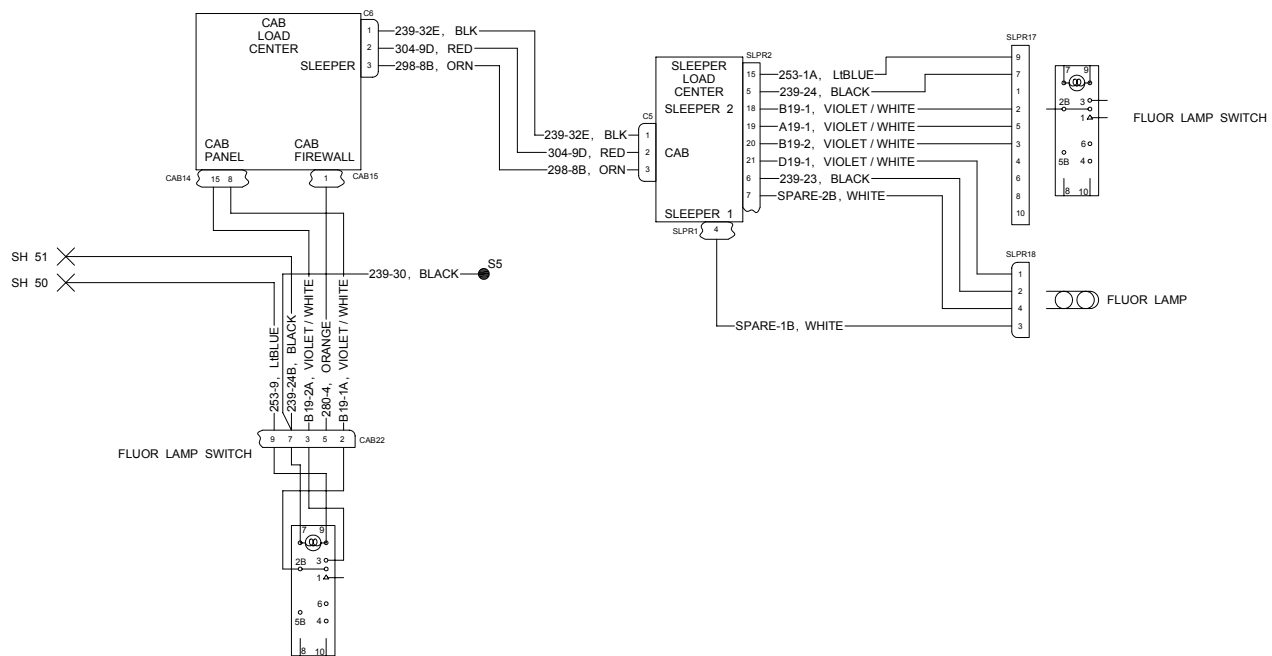 C6
CAB
LOAD
CENTER
SLEEPER
1
2
3
239-32E, BLK
304-9D, RED
298-8B, ORN
CAB
PANEL
CAB
FIREWALL
CAB14
15 8
1
CAB15
SH 51
SH 50
239-30, BLACK
S5
253-9, LtBLUE
239-24B, BLACK
B19-2A, VIOLET / WHITE
280-4, ORANGE
B19-1A, VIOLET / WHITE
9 7 3 5 2
CAB22
FLUOR LAMP SWITCH
7 9
2B 3
1
6
5B 4
8 10
239-32E, BLK
304-9D, RED
298-8B, ORN
C5
1
2
3
SLPR2
SLEEPER
LOAD
CENTER
SLEEPER 2
CAB
SLEEPER 1
15
5
18
19
20
21
6
7
253-1A, LtBLUE
239-24, BLACK
B19-1, VIOLET / WHITE
A19-1, VIOLET / WHITE
B19-2, VIOLET / WHITE
D19-1, VIOLET / WHITE
239-23, BLACK
SPARE-2B, WHITE
SLPR1
4
SPARE-1B, WHITE
SLPR17
9
7
1
2
5
3
4
6
8
10
7 9
2B 3
1
6
5B 4
8 10
FLUOR LAMP SWITCH
SLPR18
1
2
4
3
FLUOR LAMP